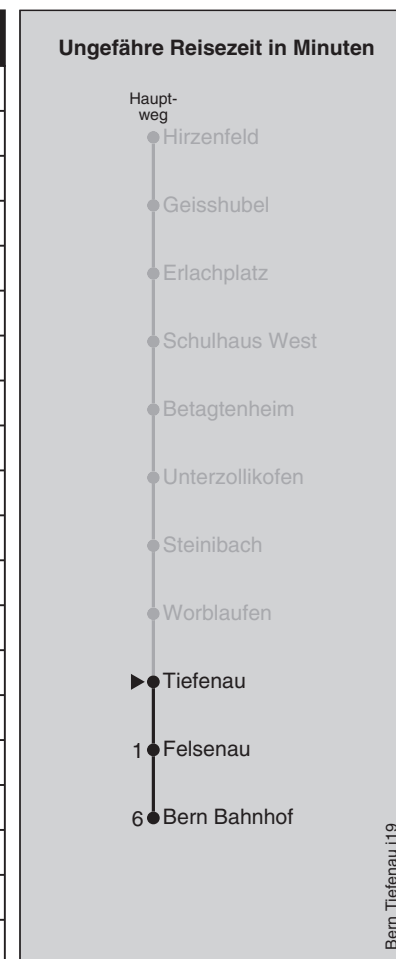 Ungefähre Reisezeit in Minuten
Haupt-
weg
Hirzenfeld
Geisshubel
Erlachplatz
Schulhaus West
Betagtenheim
Unterzollikofen
Steinibach
Worblaufen
Tiefenau
1 Felsenau
6 Bern Bahnhof
Bern Tiefenau j19